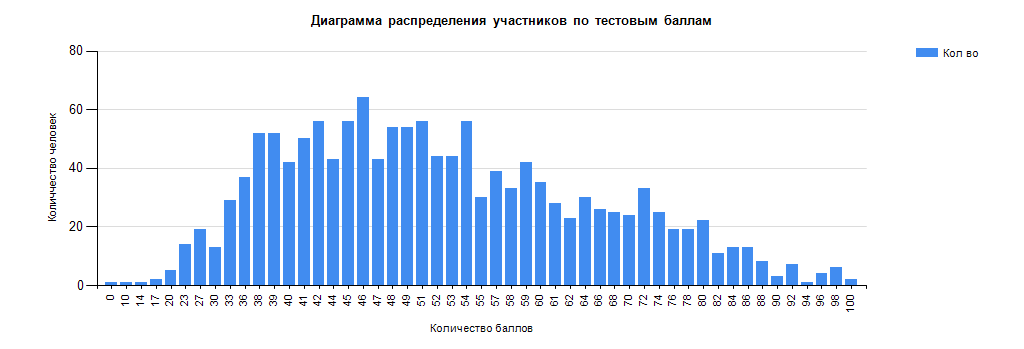 Диаграмма распределения участников по тестовым баллам
80
Кол во
60
40
20
0
Количчество человек
0 10 14 17 20 23 27 30 33 36 38 39 40 41 42 44 45 46 47 48 49 51 52 53 54 55 57 58 59 60 61 62 64 66 68 70 72 74 76 78 80 82 84 86 88 90 92 94 96 98 100
Количество баллов